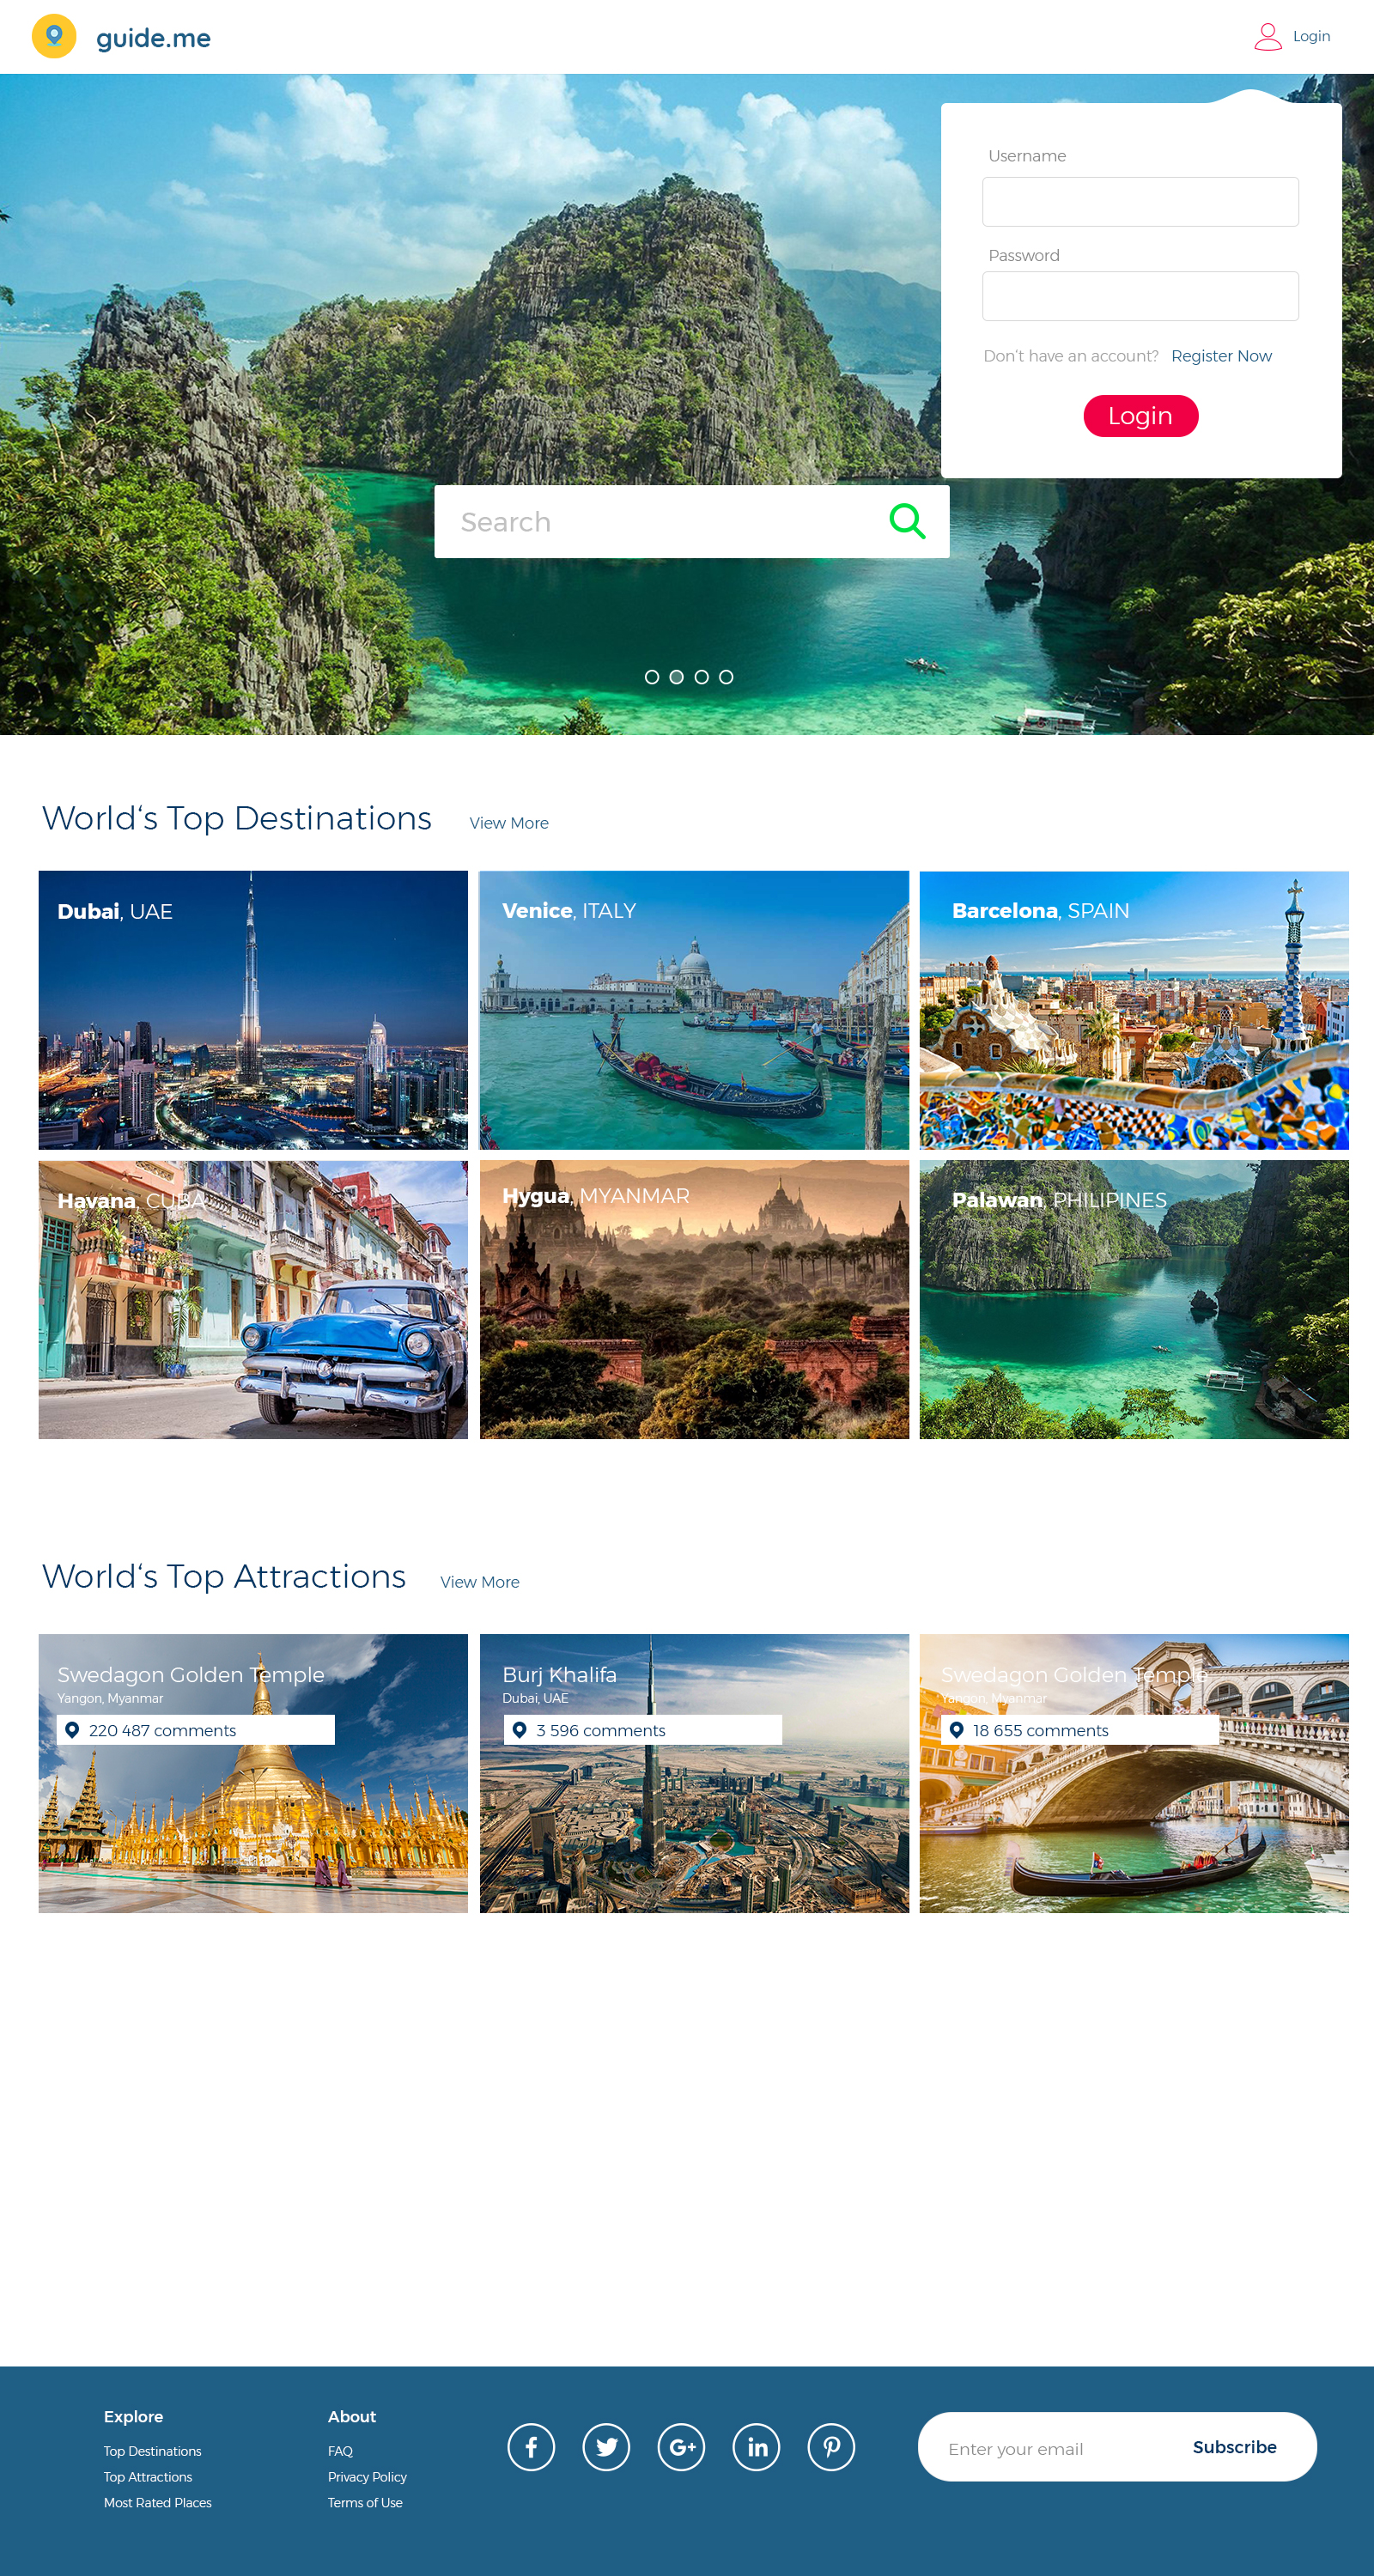 guide.me
Login
Username
Password
Don't have an account? Register Now
Login
Search
World‘s Top Destinations View More
Dubai, UAE
Venice, ITALY
Barcelona, SPAIN
Havana, CUBA
Hygua, MYANMAR
Palawan, PHILIPINES
World‘s Top Attractions View More
Swedagon Golden Temple
Yangon, Myanmar
220 487 comments
Burj Khalifa
Dubai, UAE
3 596 comments
Swedagon Golden Temple
Yangon, Myanmar
18 655 comments
Explore
Top Destinations
Top Attractions
Most Rated Places
About
FAQ
Privacy Policy
Terms of Use
f
G+
in
Enter your email
Subscribe